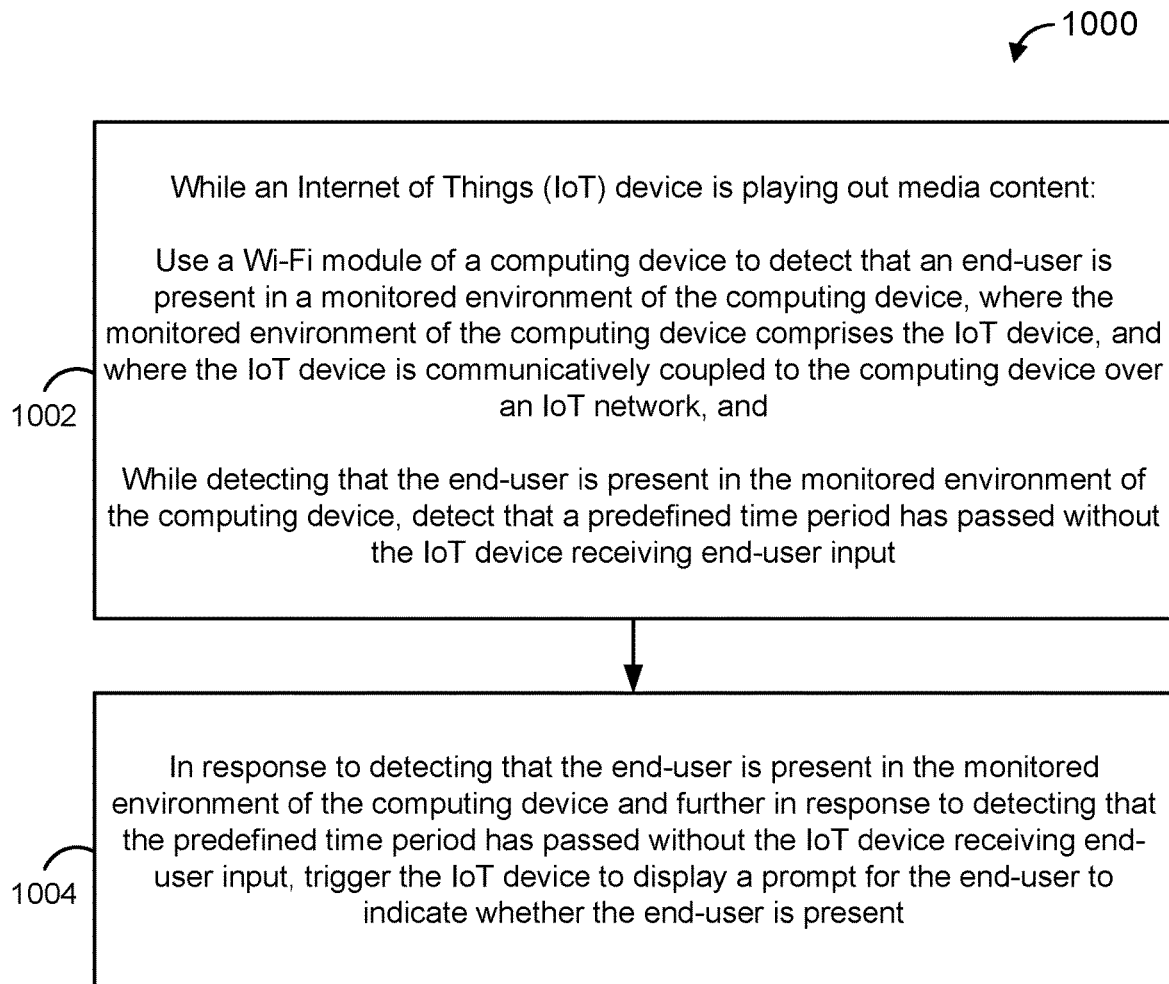 1000
While an Internet of Things (IoT) device is playing out media content:
Use a Wi-Fi module of a computing device to detect that an end-user is
present in a monitored environment of the computing device, where the
monitored environment of the computing device comprises the IoT device, and
where the IoT device is communicatively coupled to the computing device over
an IoT network, and
1002
While detecting that the end-user is present in the monitored environment of
the computing device, detect that a predefined time period has passed without
the IoT device receiving end-user input
In response to detecting that the end-user is present in the monitored
environment of the computing device and further in response to detecting that
the predefined time period has passed without the IoT device receiving end-
user input, trigger the IoT device to display a prompt for the end-user to
indicate whether the end-user is present
1004